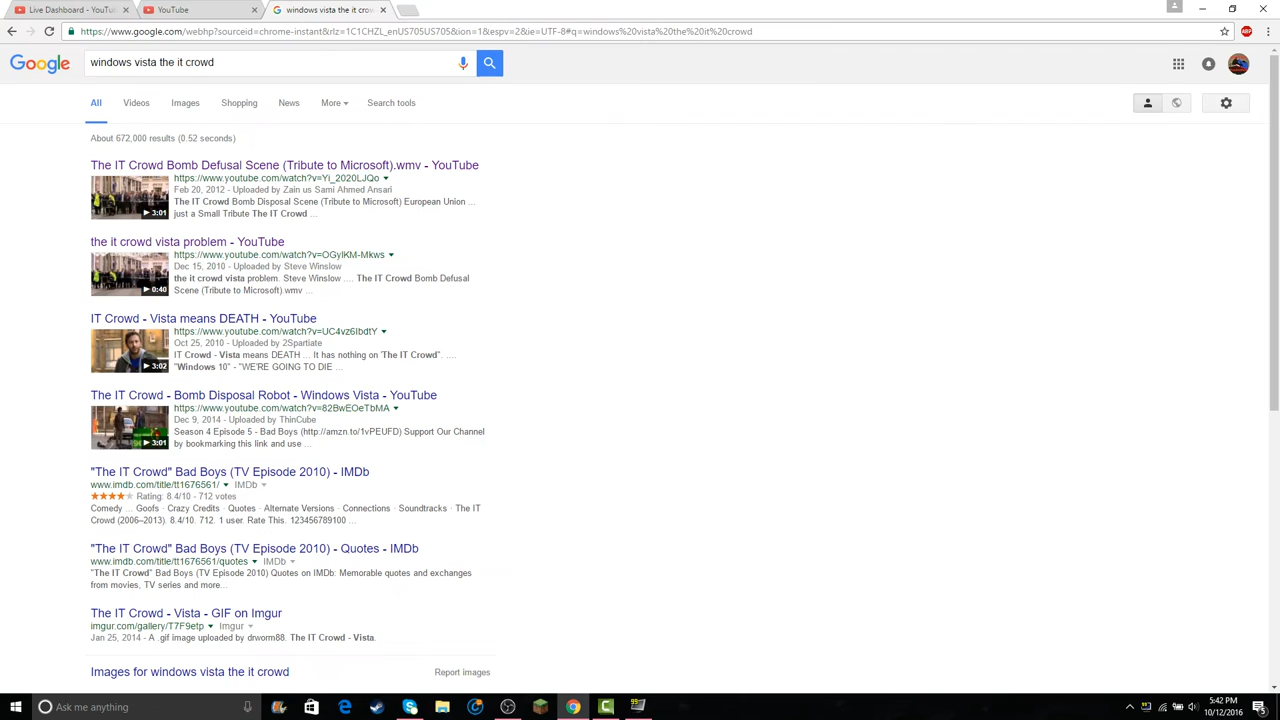 Live Dashboard - YouTu
YouTube
windows vista the it crow
https://www.google.com/webhp?sourceid=chrome-instant&rlz=1C1CHZL_enUS705US705&ion=1&espv=2&ie=UTF-8#q=windows%20vista%20the%20it%20crowd
ABP
Google
windows vista the it crowd
All Videos Images Shopping News More Search tools
About 672,000 results (0.52 seconds)
The IT Crowd Bomb Defusal Scene (Tribute to Microsoft).wmv - YouTube
https://www.youtube.com/watch?v=Yi_2020LJQo
Feb 20, 2012 - Uploaded by Zain us Sami Ahmed Ansari
The IT Crowd Bomb Disposal Scene (Tribute to Microsoft) European Union ...
just a Small Tribute The IT Crowd ...
3:01
the it crowd vista problem - YouTube
https://www.youtube.com/watch?v=OGyIKM-Mkws
Dec 15, 2010 - Uploaded by Steve Winslow
the it crowd vista problem. Steve Winslow .... The IT Crowd Bomb Defusal
Scene (Tribute to Microsoft).wmv ...
0:40
IT Crowd - Vista means DEATH - YouTube
https://www.youtube.com/watch?v=UC4vz6IbdtY
Oct 25, 2010 - Uploaded by 2Spartiate
IT Crowd - Vista means DEATH ... It has nothing on 'The IT Crowd". ....
"Windows 10" - "WE'RE GOING TO DIE ...
3:02
The IT Crowd - Bomb Disposal Robot - Windows Vista - YouTube
https://www.youtube.com/watch?v=82BwEOeTbMA
Dec 9, 2014 - Uploaded by ThinCube
Season 4 Episode 5 - Bad Boys (http://amzn.to/1vPEUFD) Support Our Channel
by bookmarking this link and use ...
3:01
"The IT Crowd" Bad Boys (TV Episode 2010) - IMDb
www.imdb.com/title/tt1676561/ IMDb
Rating: 8.4/10 - 712 votes
Comedy ... Goofs · Crazy Credits · Quotes · Alternate Versions · Connections · Soundtracks · The IT
Crowd (2006–2013). 8.4/10. 712. 1 user. Rate This. 123456789100 ...
"The IT Crowd" Bad Boys (TV Episode 2010) - Quotes - IMDb
www.imdb.com/title/tt1676561/quotes IMDb
"The IT Crowd" Bad Boys (TV Episode 2010) Quotes on IMDb: Memorable quotes and exchanges
from movies, TV series and more...
The IT Crowd - Vista - GIF on Imgur
imgur.com/gallery/T7F9etp Imgur
Jan 25, 2014 - A .gif image uploaded by drworm88. The IT Crowd - Vista.
Images for windows vista the it crowd Report images
Ask me anything
99
5:42 PM
10/12/2016